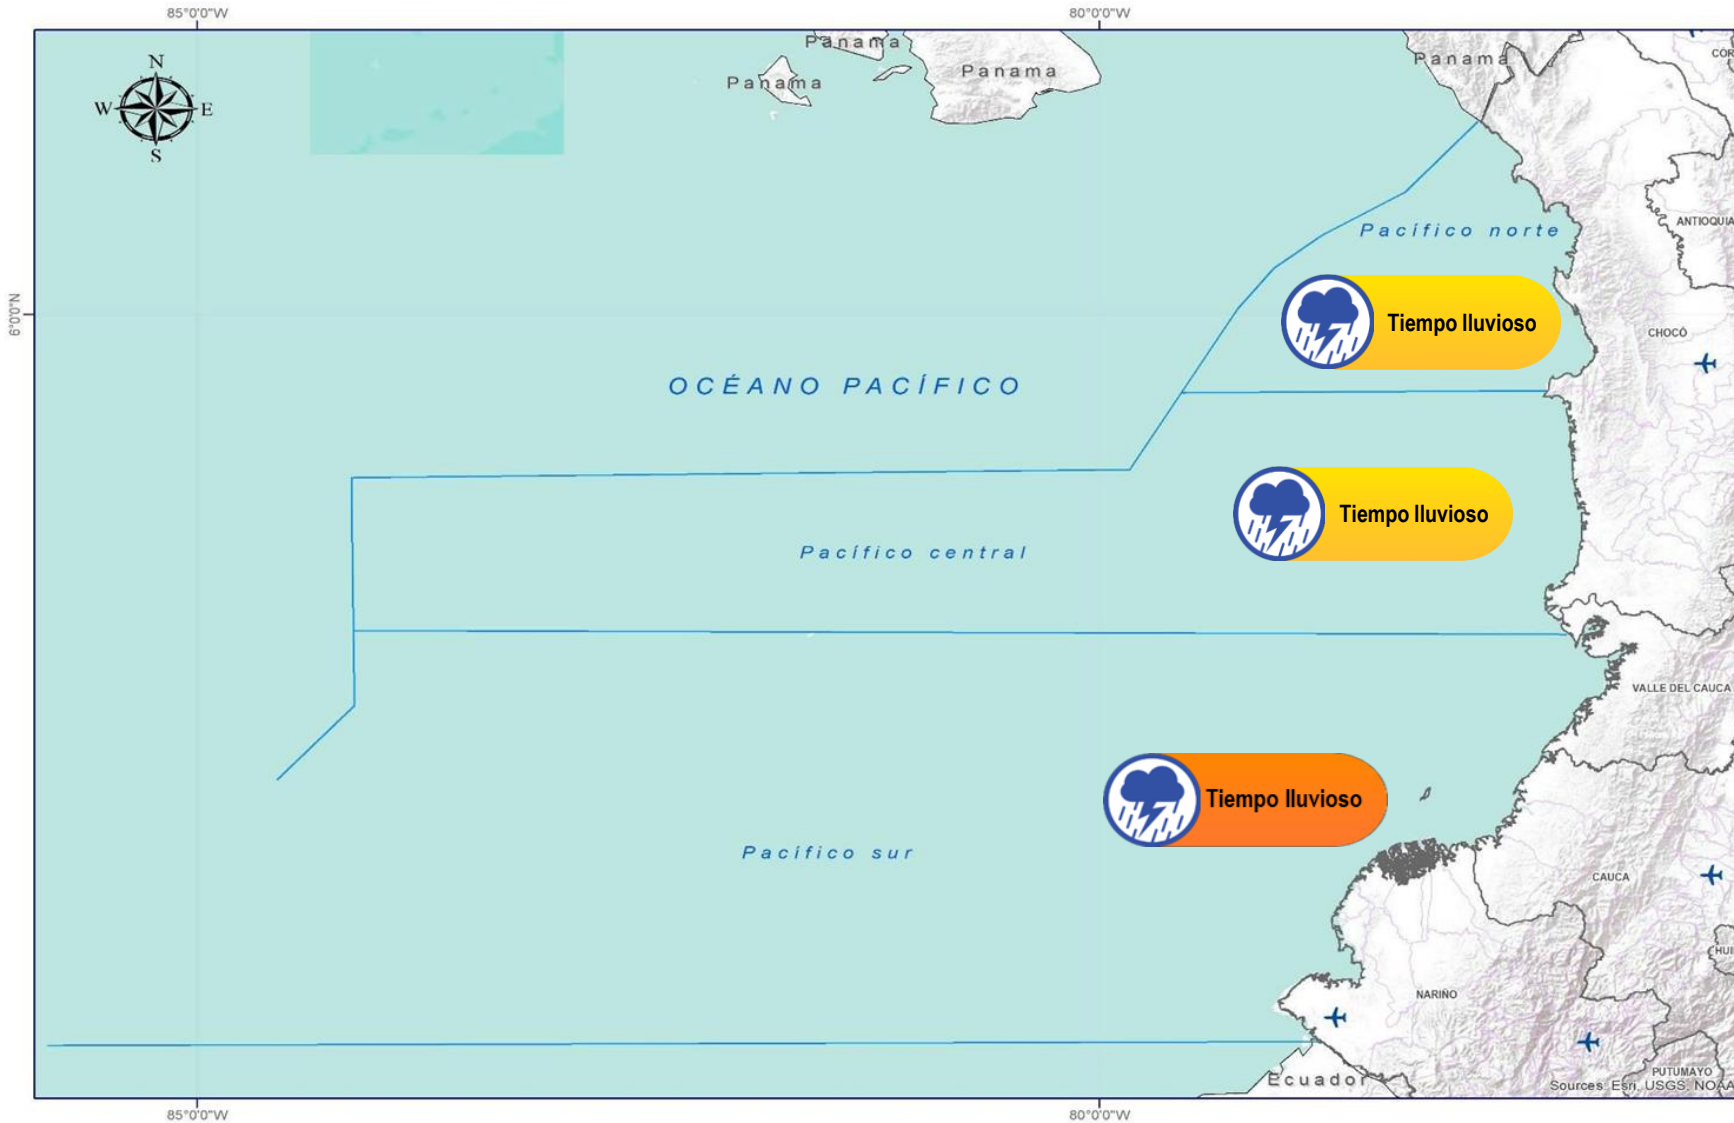 85°0'0"W
80°0'0"W
N
W
E
S
Panama
Panama
Panama
Panama
CÓR
ANTIOQUIA
Pacífico norte
6°0'0"N
Tiempo lluvioso
CHOCÓ
OCÉANO PACÍFICO
Tiempo lluvioso
Pacífico central
VALLE DEL CAUCA
Tiempo lluvioso
Pacífico sur
CAUCA
HUI
NARIÑO
PUTUMAYO
Ecuador
Sources: Esri, USGS, NOAA
85°0'0"W
80°0'0"W